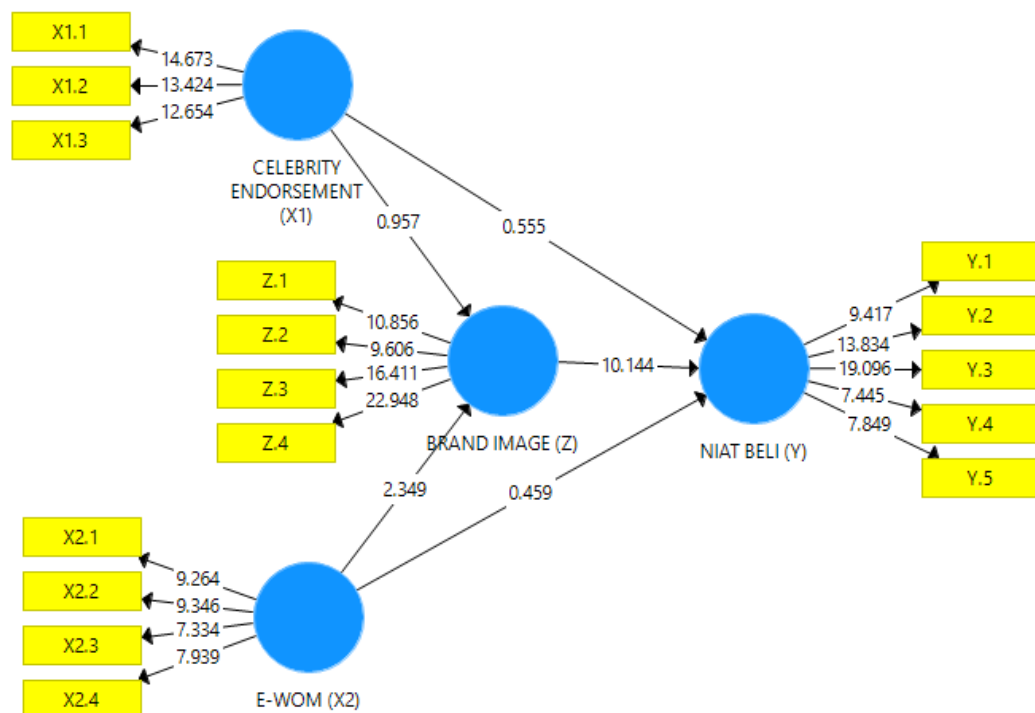 X1.1
X1.2
X1.3
14.673
13.424
12.654
CELEBRITY
ENDORSEMENT
(X1)
0.957
0.555
Z.1
Z.2
Z.3
Z.4
10.856
9.606
16.411
22.948
BRAND IMAGE (Z)
10.144
Y.1
Y.2
Y.3
Y.4
Y.5
9.417
13.834
19.096
7.445
7.849
NIAT BELI (Y)
2.349
0.459
X2.1
X2.2
X2.3
X2.4
9.264
9.346
7.334
7.939
E-WOM (X2)